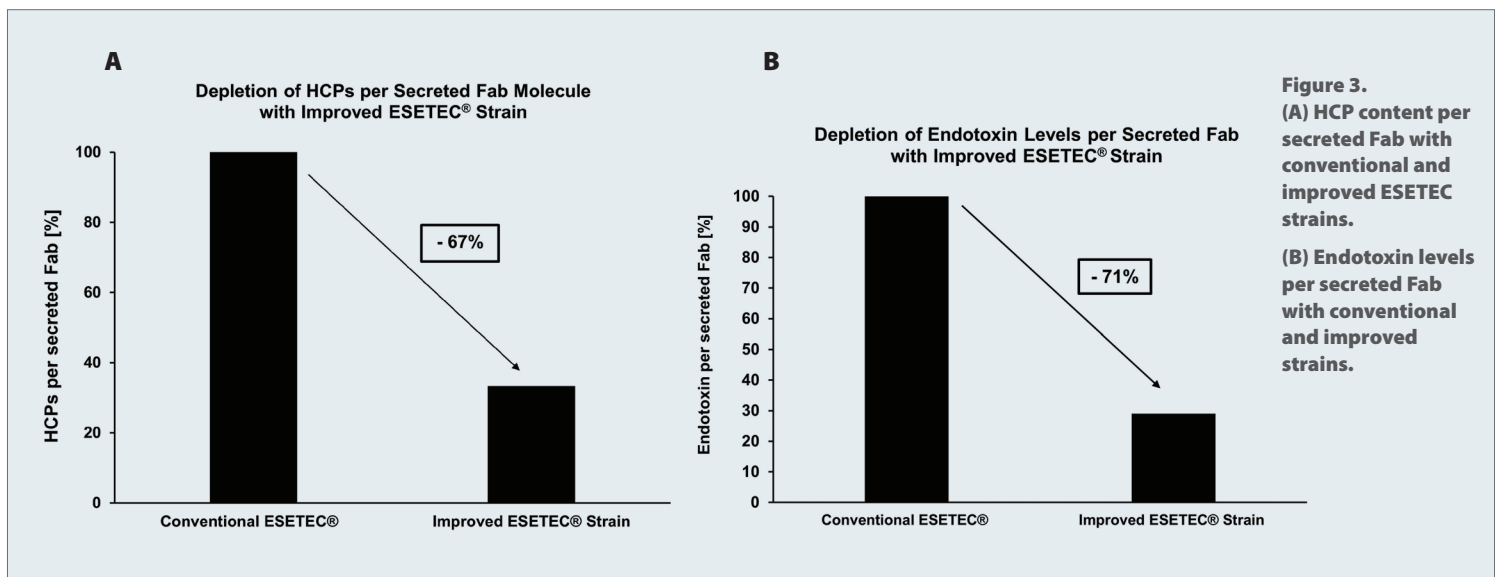 A
Depletion of HCPs per Secreted Fab Molecule
with Improved ESETEC® Strain
HCPs per secreted Fab [%]
100
80
60
40
20
0
- 67%
Conventional ESETEC®
Improved ESETEC® Strain
B
Depletion of Endotoxin Levels per Secreted Fab
with Improved ESETEC® Strain
Endotoxin per secreted Fab [%]
100
90
80
70
60
50
40
30
20
10
0
- 71%
Conventional ESETEC®
Improved ESETEC® Strain
Figure 3.
(A) HCP content per
secreted Fab with
conventional and
improved ESETEC
strains.
(B) Endotoxin levels
per secreted Fab
with conventional
and improved
strains.